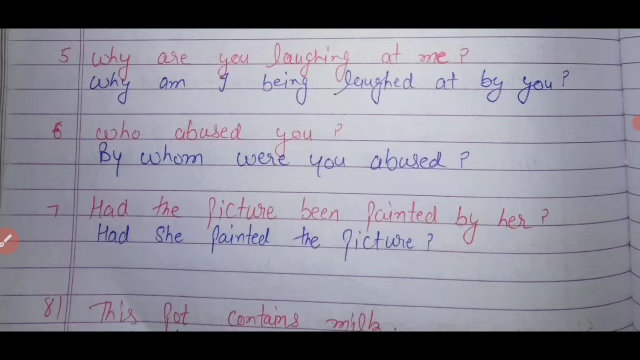 5 Why are you laughing at me?
Why am I being laughed at by you?
6 Who abused you?
By whom were you abused?
7 Had the picture been painted by her?
Had she painted the picture?
8) This pot contains milk.